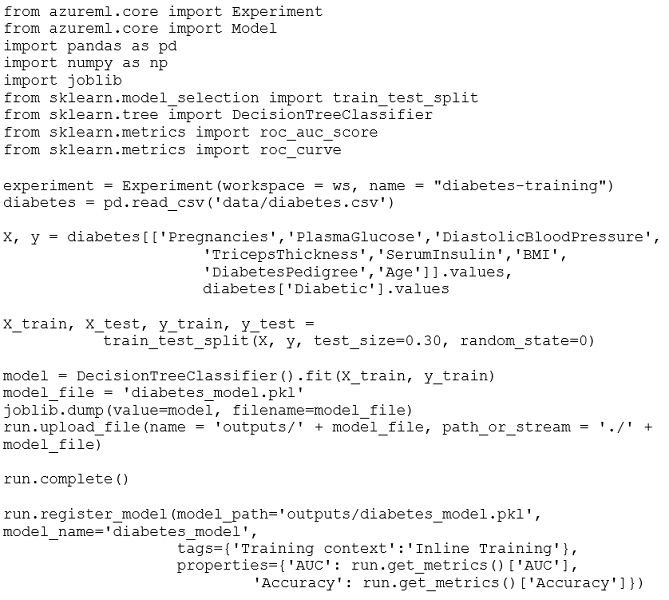 from azureml.core import Experiment
from azureml.core import Model
import pandas as pd
import numpy as np
import joblib
from sklearn.model_selection import train_test_split
from sklearn.tree import DecisionTreeClassifier
from sklearn.metrics import roc_auc_score
from sklearn.metrics import roc_curve
experiment = Experiment(workspace = ws, name = "diabetes-training")
diabetes = pd.read_csv('data/diabetes.csv')
X, y = diabetes[['Pregnancies','PlasmaGlucose','DiastolicBloodPressure',
'TricepsThickness','SerumInsulin','BMI',
'DiabetesPedigree','Age']].values,
diabetes['Diabetic'].values
X_train, X_test, y_train, y_test =
train_test_split(X, y, test_size=0.30, random_state=0)
model = DecisionTreeClassifier().fit(X_train, y_train)
model_file = 'diabetes_model.pkl'
joblib.dump(value=model, filename=model_file)
run.upload_file(name = 'outputs/' + model_file, path_or_stream = './' +
model_file)
run.complete()
run.register_model(model_path='outputs/diabetes_model.pkl',
model_name='diabetes_model',
tags={'Training context':'Inline Training'},
properties={'AUC': run.get_metrics()['AUC'],
'Accuracy': run.get_metrics()['Accuracy']})